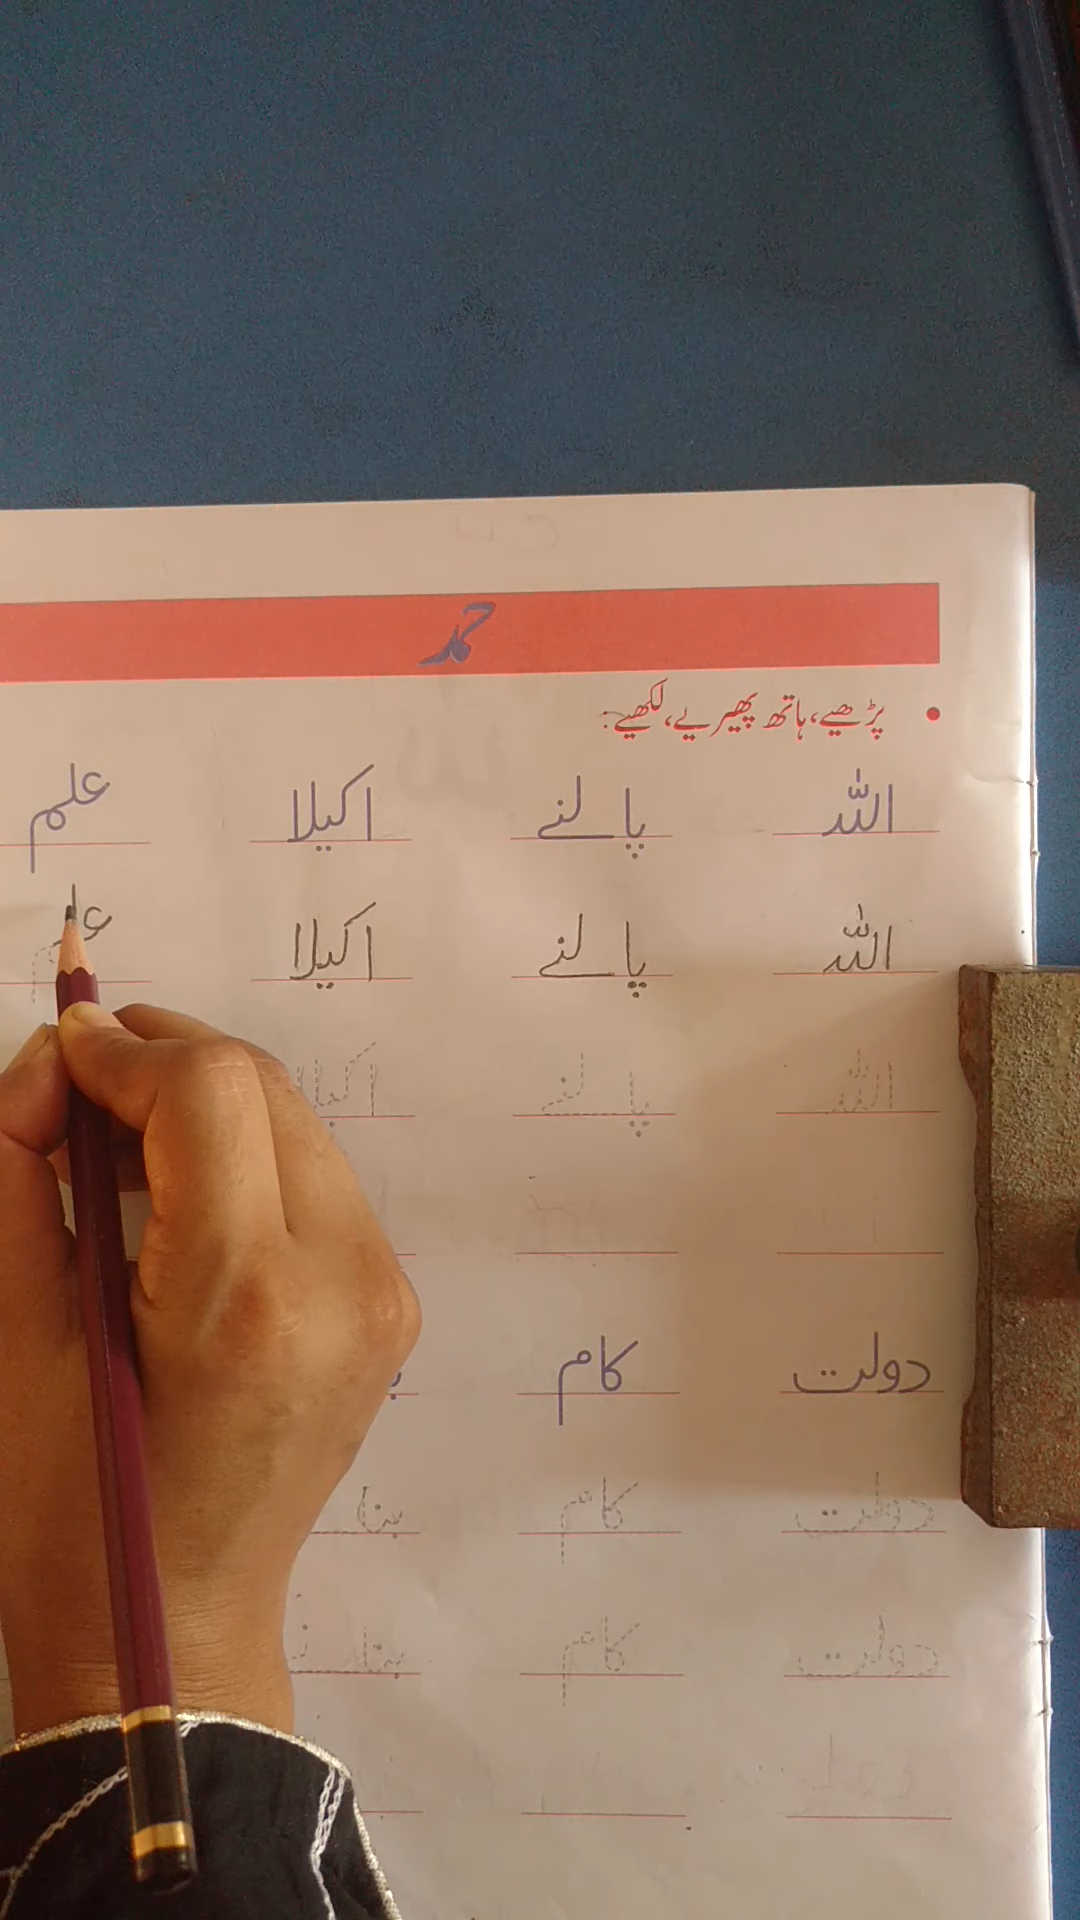 حمد
• پڑھیے، ہاتھ پھیریے، لکھیے:
اللہ پالنے اکیلا علم
اللہ پالنے اکیلا
اللہ پالنے اکیلا
دولت کام
دولت کام
دولت کام